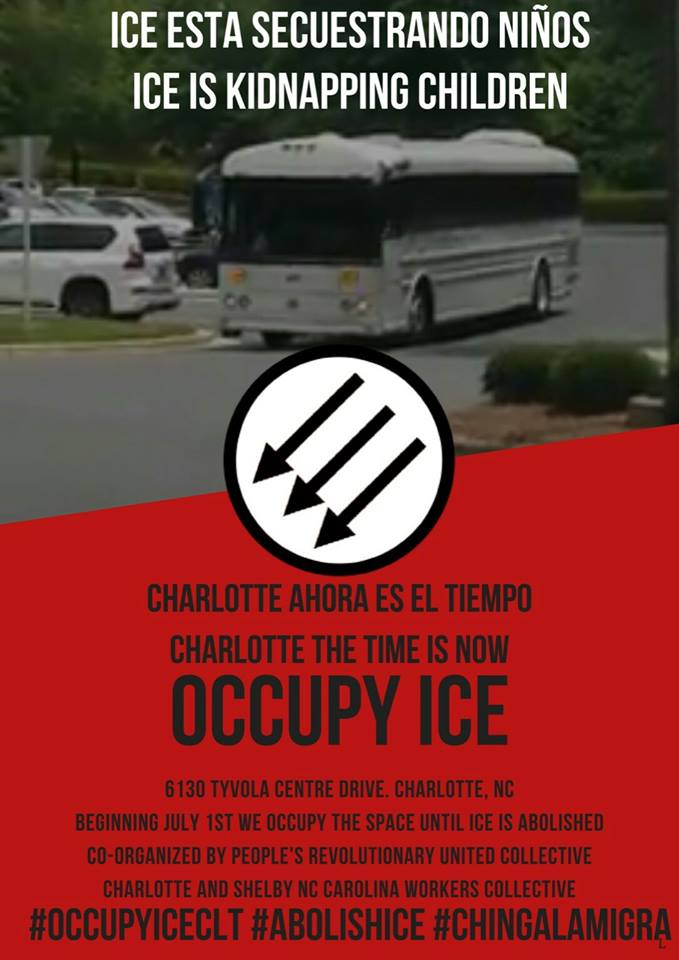 ICE ESTA SECUESTRANDO NIÑOS
ICE IS KIDNAPPING CHILDREN
CHARLOTTE AHORA ES EL TIEMPO
CHARLOTTE THE TIME IS NOW
OCCUPY ICE
6130 TYVOLA CENTRE DRIVE. CHARLOTTE, NC
BEGINNING JULY 1ST WE OCCUPY THE SPACE UNTIL ICE IS ABOLISHED
CO-ORGANIZED BY PEOPLE'S REVOLUTIONARY UNITED COLLECTIVE
CHARLOTTE AND SHELBY NC CAROLINA WORKERS COLLECTIVE
#OCCUPYICECLT #ABOLISHICE #CHINGALAMIGRA
L